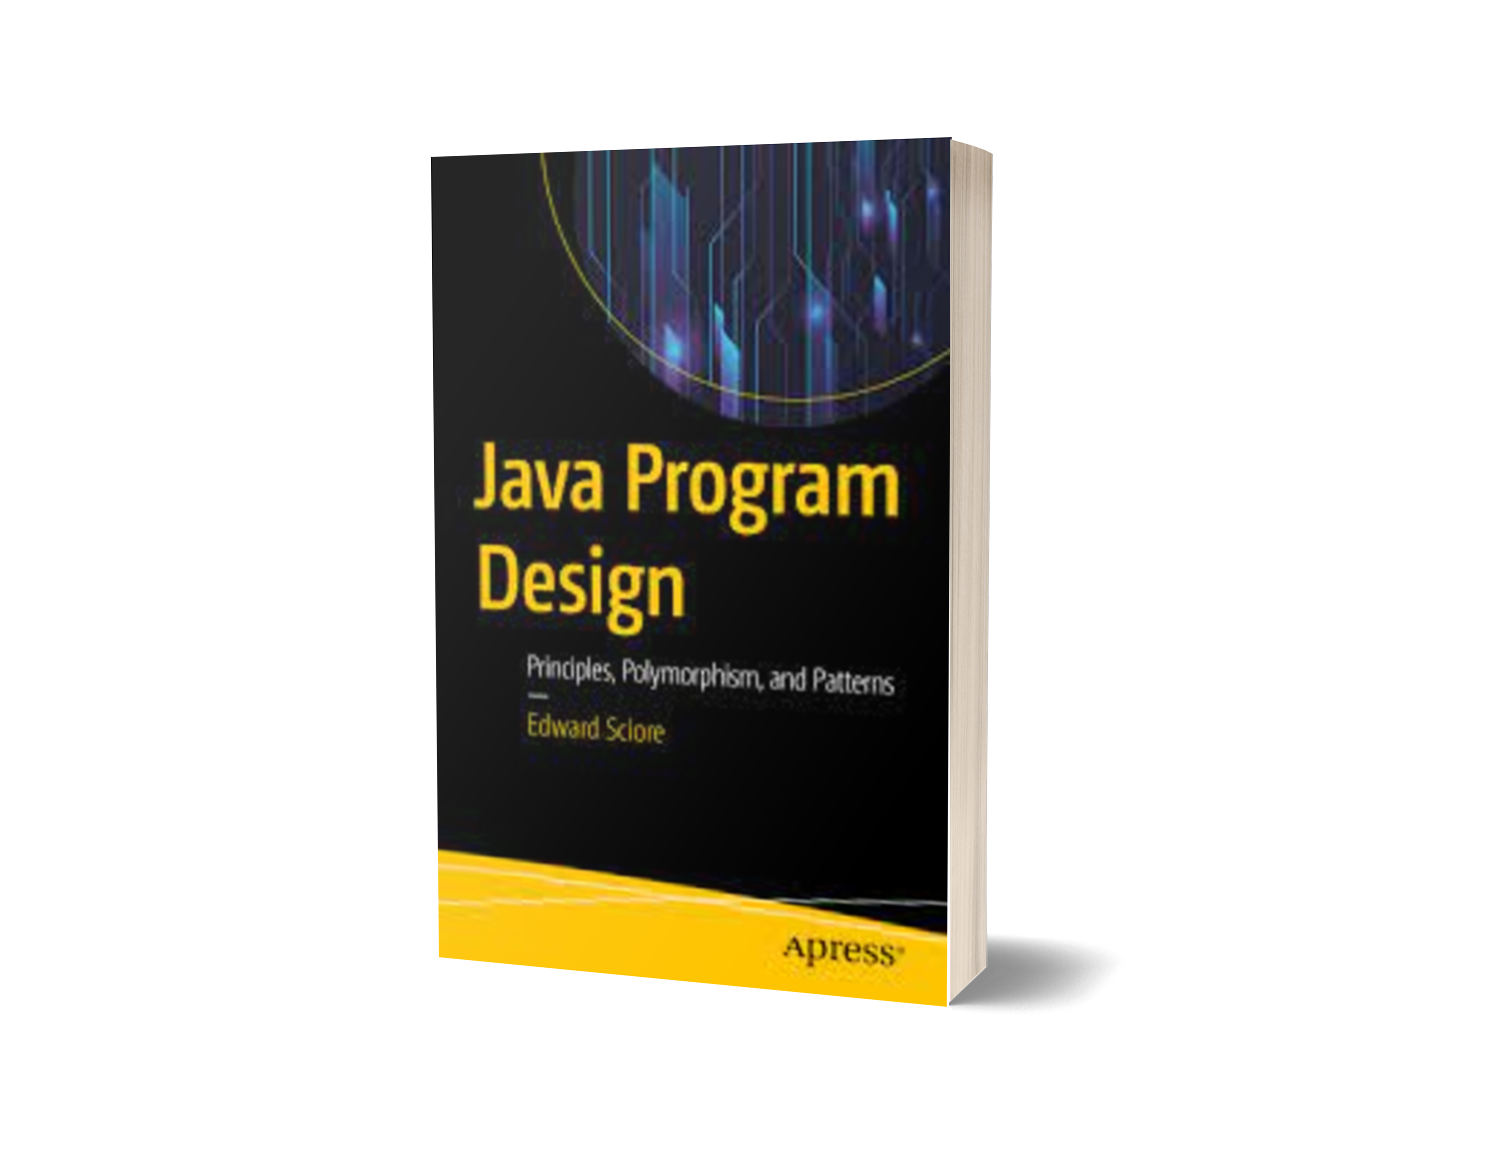 Java Program
Design
Principles, Polymorphism, and Patterns
Edward Sciore
Apress®